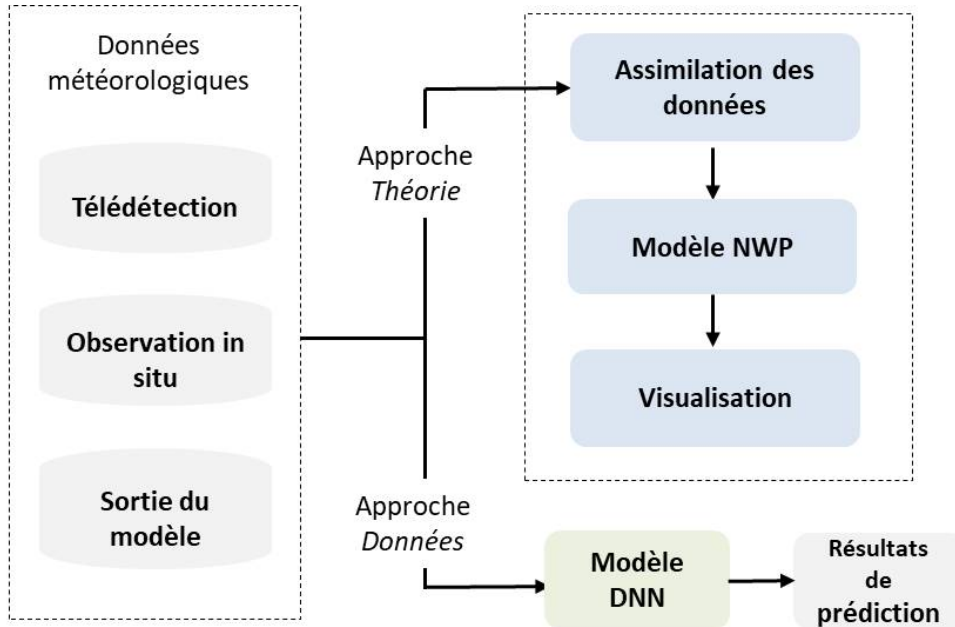 Données
météorologiques
Télédétection
Observation in
situ
Sortie du
modèle
Approche
Théorie
Approche
Données
Assimilation des
données
Modèle NWP
Visualisation
Modèle
DNN
Résultats
de
prédiction